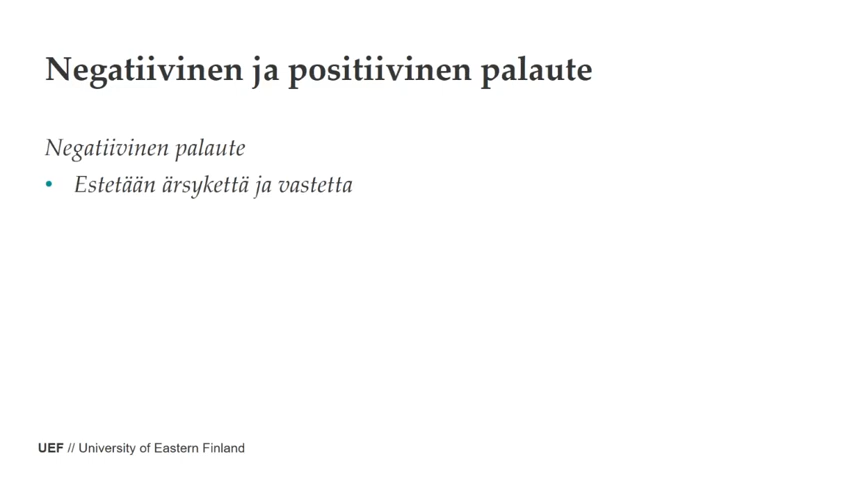 Negatiivinen ja positiivinen palaute
Negatiivinen palaute
• Estetään ärsykettä ja vastetta
UEF // University of Eastern Finland